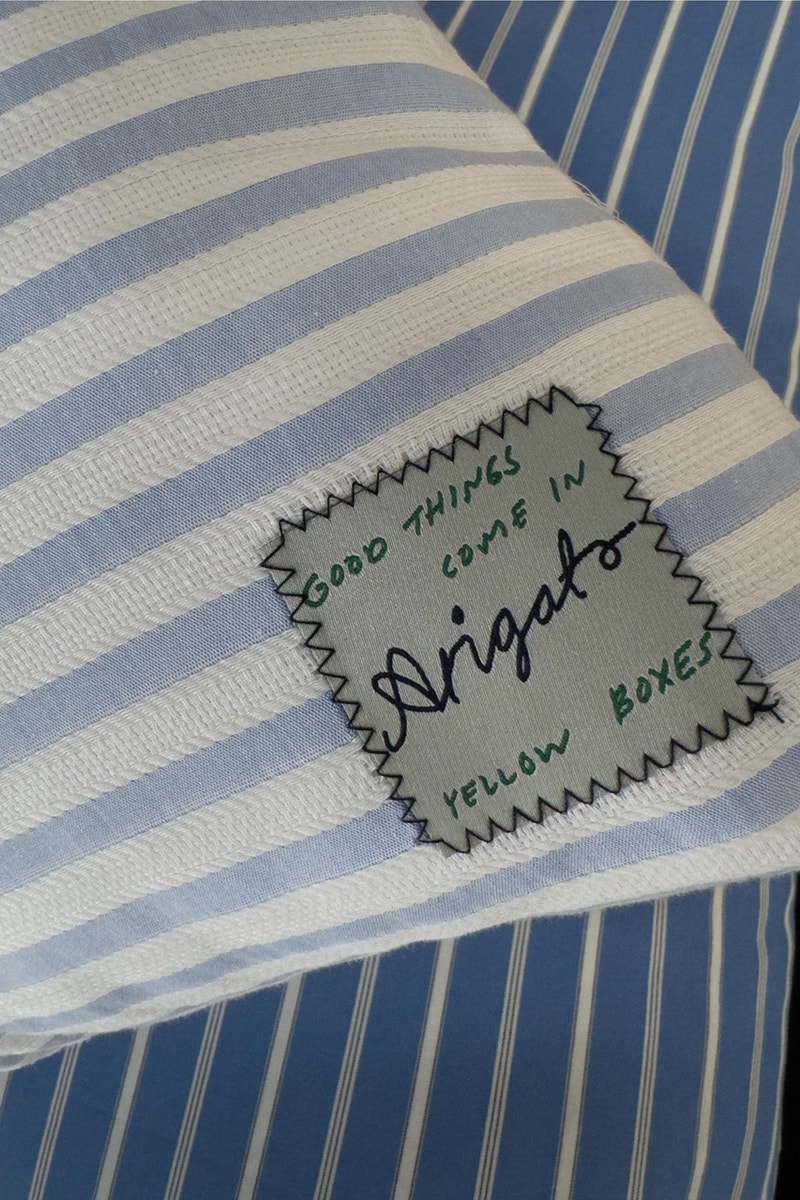 GOOD THINGS
COME IN
Arigato
YELLOW BOXES